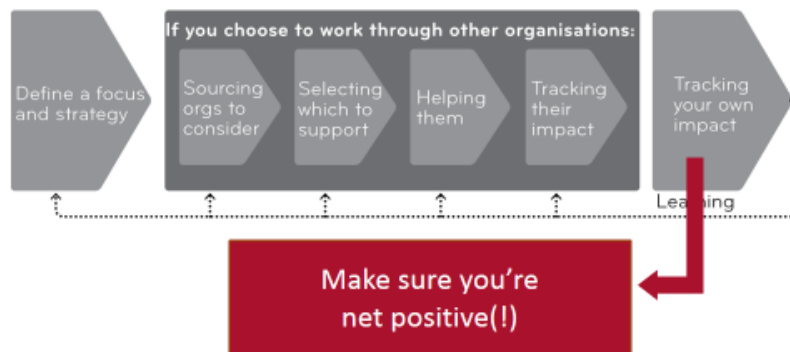 If you choose to work through other organisations:
Define a focus
and strategy
Sourcing
orgs to
consider
Selecting
which to
support
Helping
them
Tracking
their
impact
Tracking
your own
impact
Learning
Make sure you're
net positive(!)